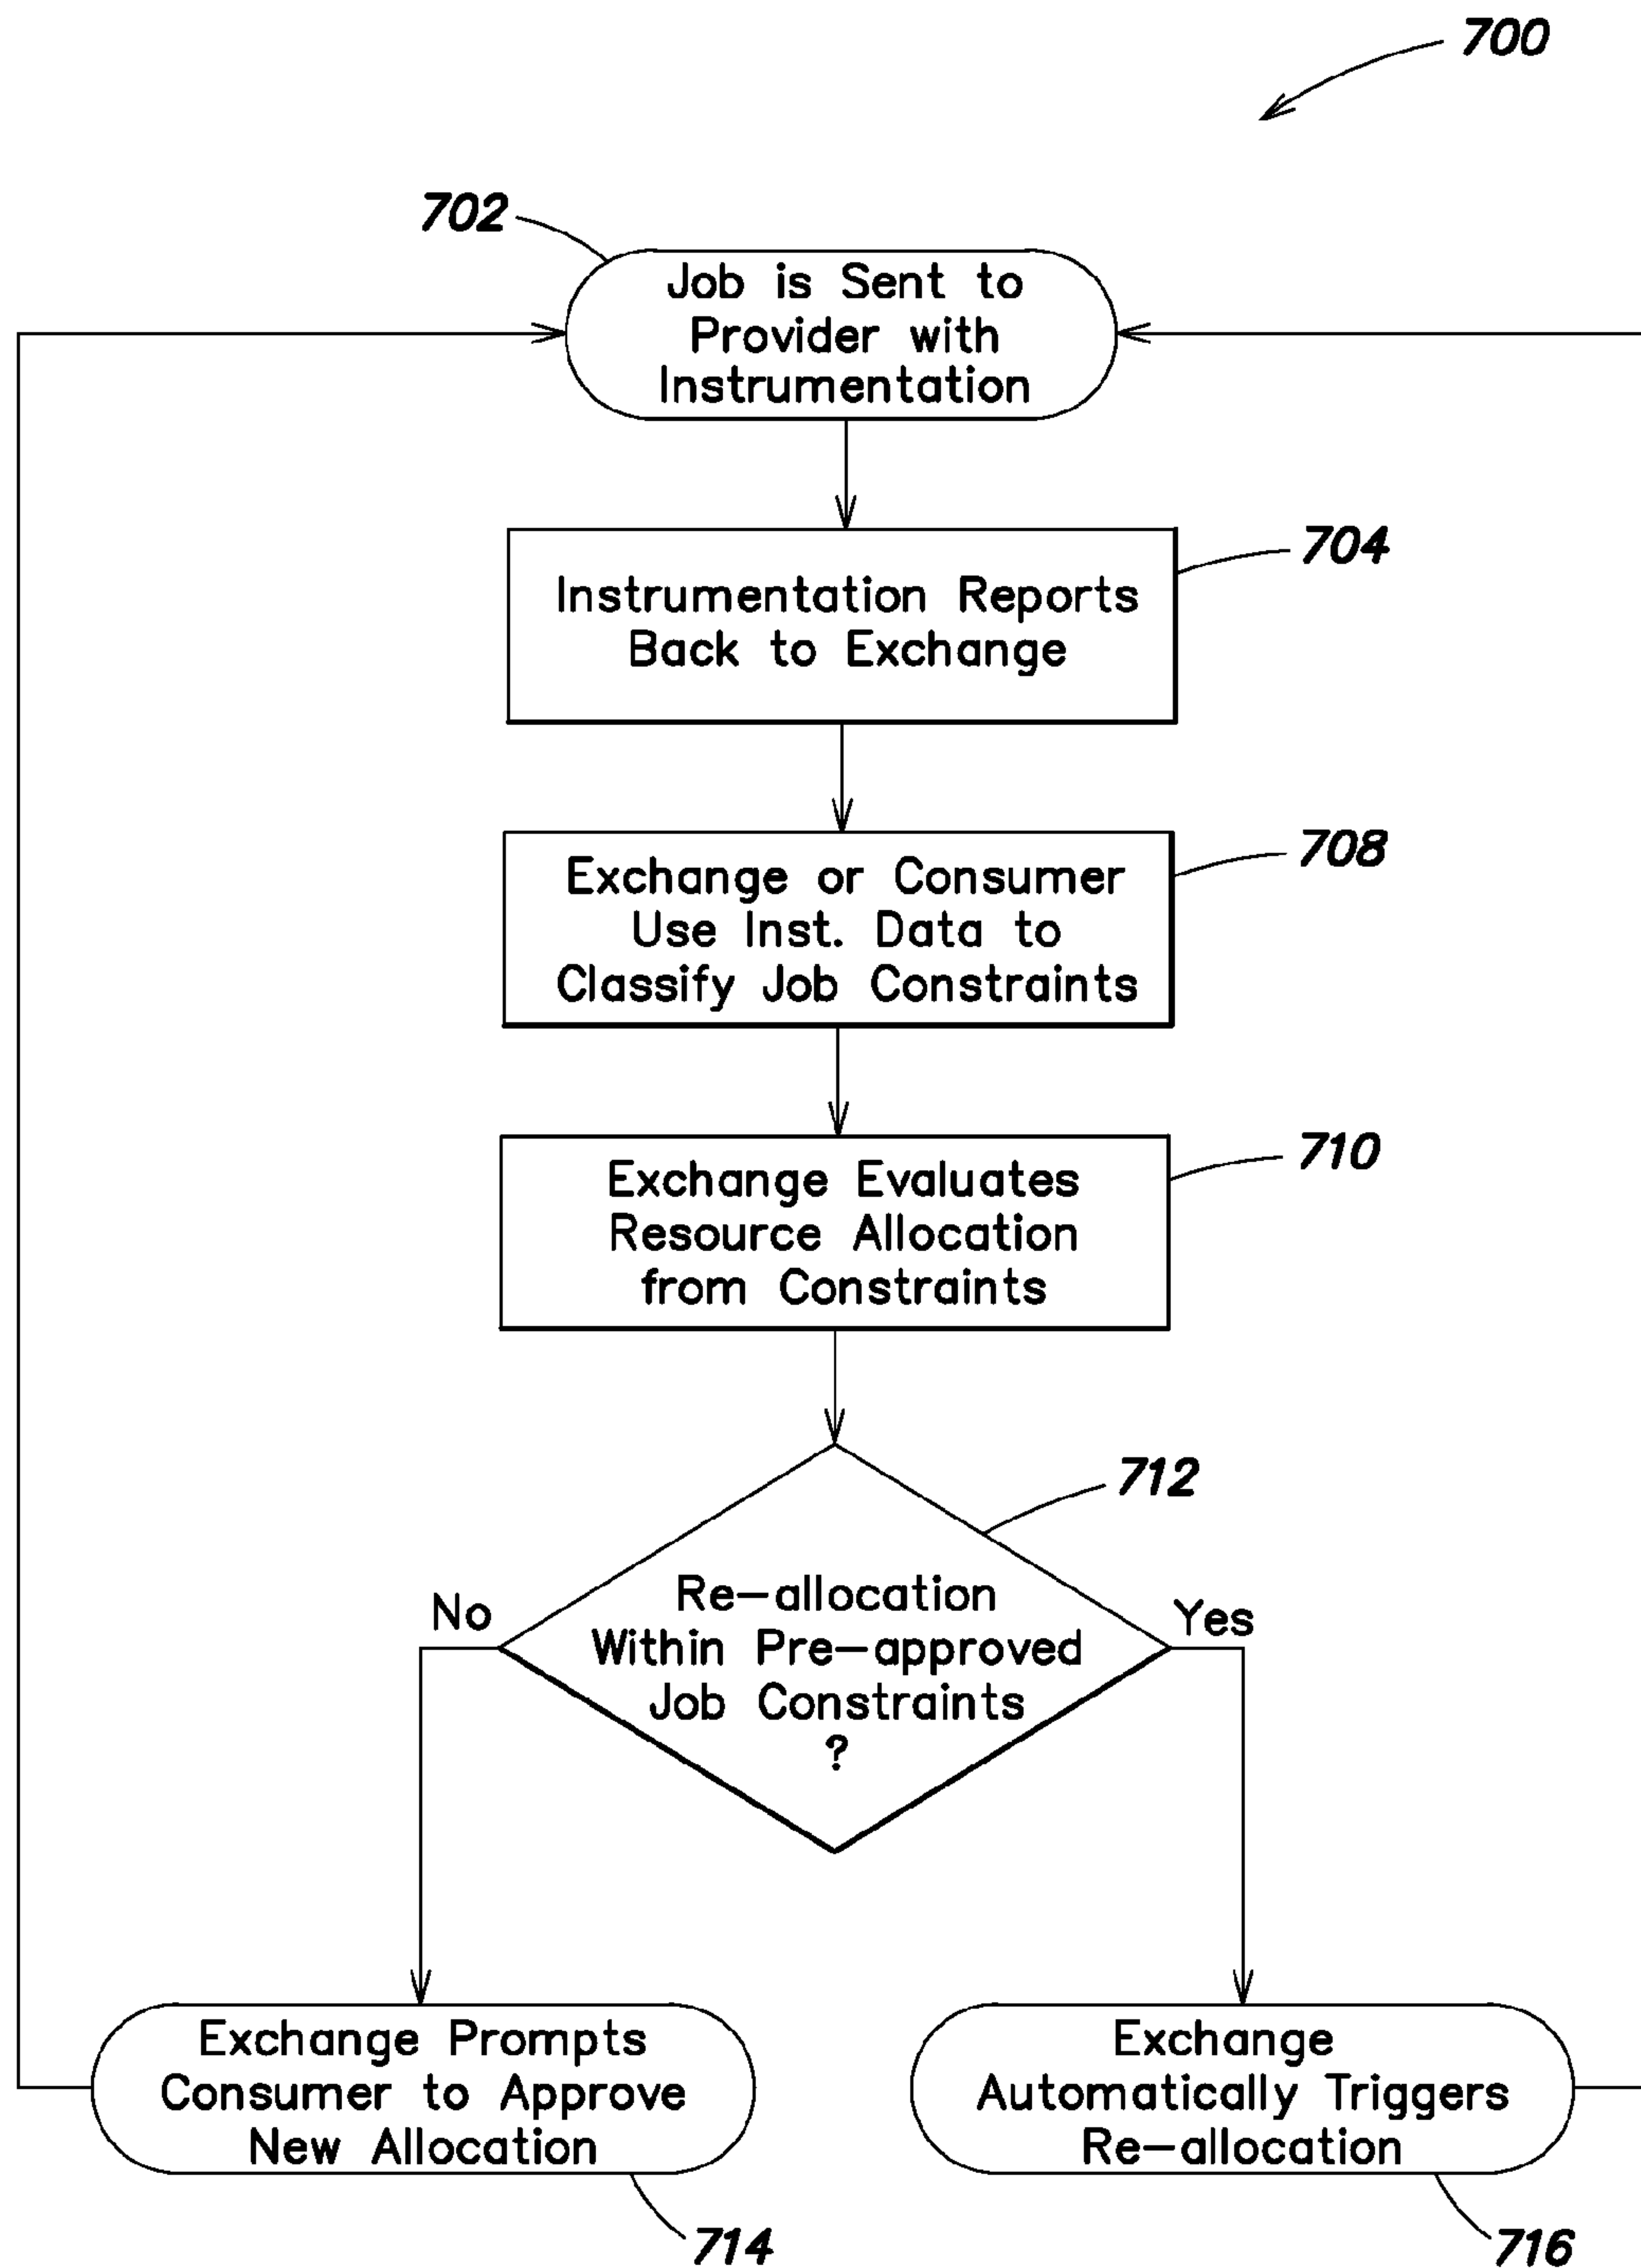 700
702
Job is Sent to
Provider with
Instrumentation
704
Instrumentation Reports
Back to Exchange
708
Exchange or Consumer
Use Inst. Data to
Classify Job Constraints
710
Exchange Evaluates
Resource Allocation
from Constraints
712
No
Re-allocation
Within Pre-approved
Job Constraints
?
Yes
Exchange Prompts
Consumer to Approve
New Allocation
714
Exchange
Automatically Triggers
Re-allocation
716